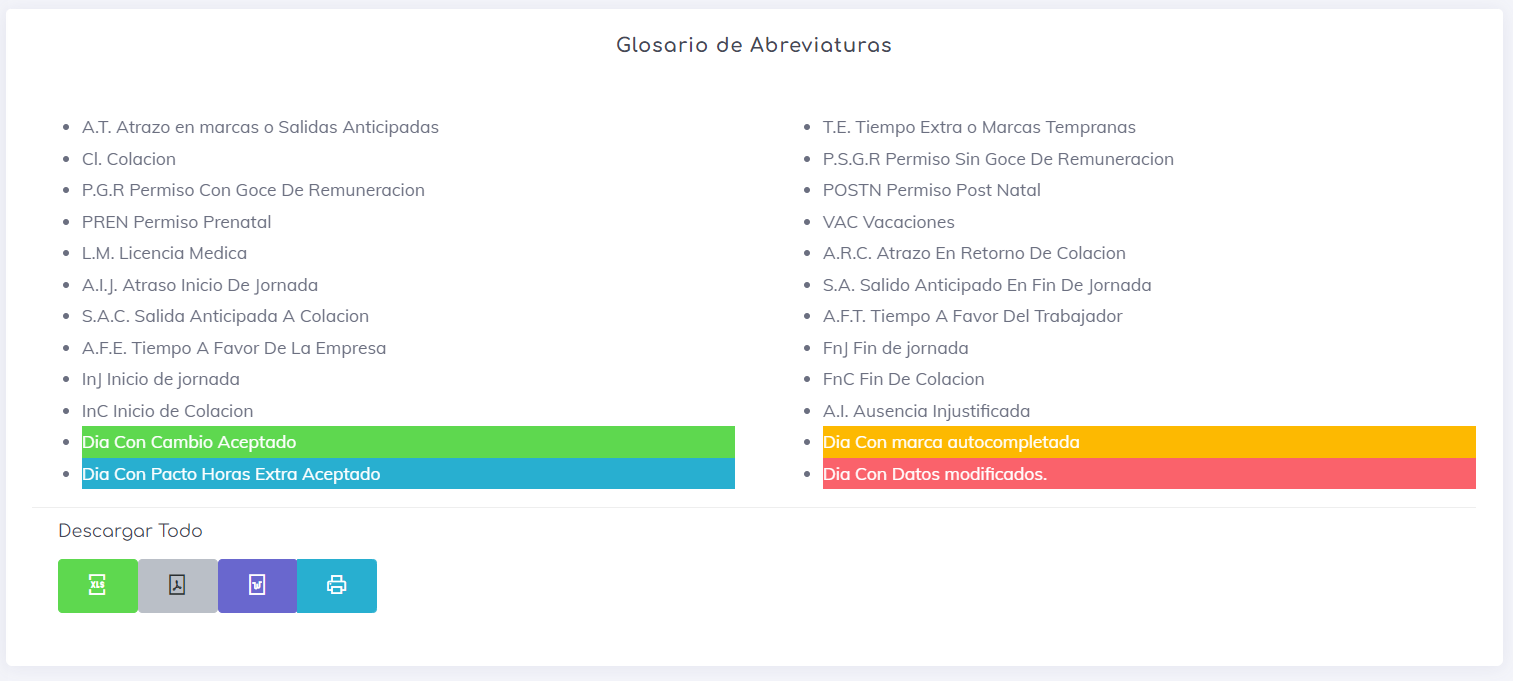 Glosario de Abreviaturas
A.T. Atrazo en marcas o Salidas Anticipadas
Cl. Colacion
P.G.R Permiso Con Goce De Remuneracion
PREN Permiso Prenatal
L.M. Licencia Medica
A.I.J. Atraso Inicio De Jornada
S.A.C. Salida Anticipada A Colacion
A.F.E. Tiempo A Favor De La Empresa
InJ Inicio de jornada
InC Inicio de Colacion
Dia Con Cambio Aceptado
Dia Con Pacto Horas Extra Aceptado
T.E. Tiempo Extra o Marcas Tempranas
P.S.G.R Permiso Sin Goce De Remuneracion
POSTN Permiso Post Natal
VAC Vacaciones
A.R.C. Atrazo En Retorno De Colacion
S.A. Salido Anticipado En Fin De Jornada
A.F.T. Tiempo A Favor Del Trabajador
FnJ Fin de jornada
FnC Fin De Colacion
A.I. Ausencia Injustificada
Dia Con marca autocompletada
Dia Con Datos modificados.
Descargar Todo
XLS
W